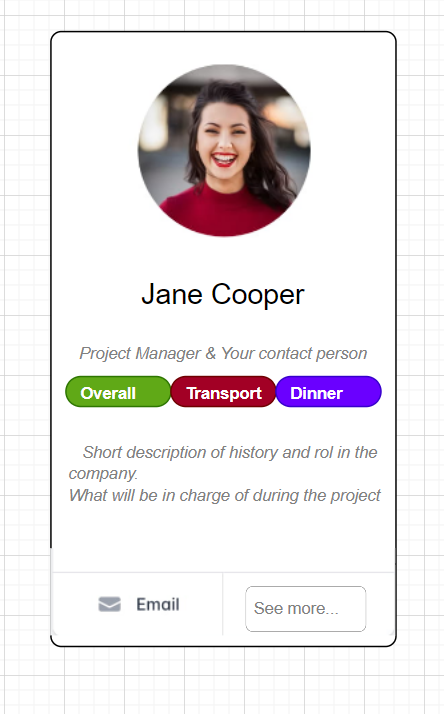 Jane Cooper
Project Manager & Your contact person
Overall Transport Dinner
Short description of history and rol in the
company.
What will be in charge of during the project
Email See more...